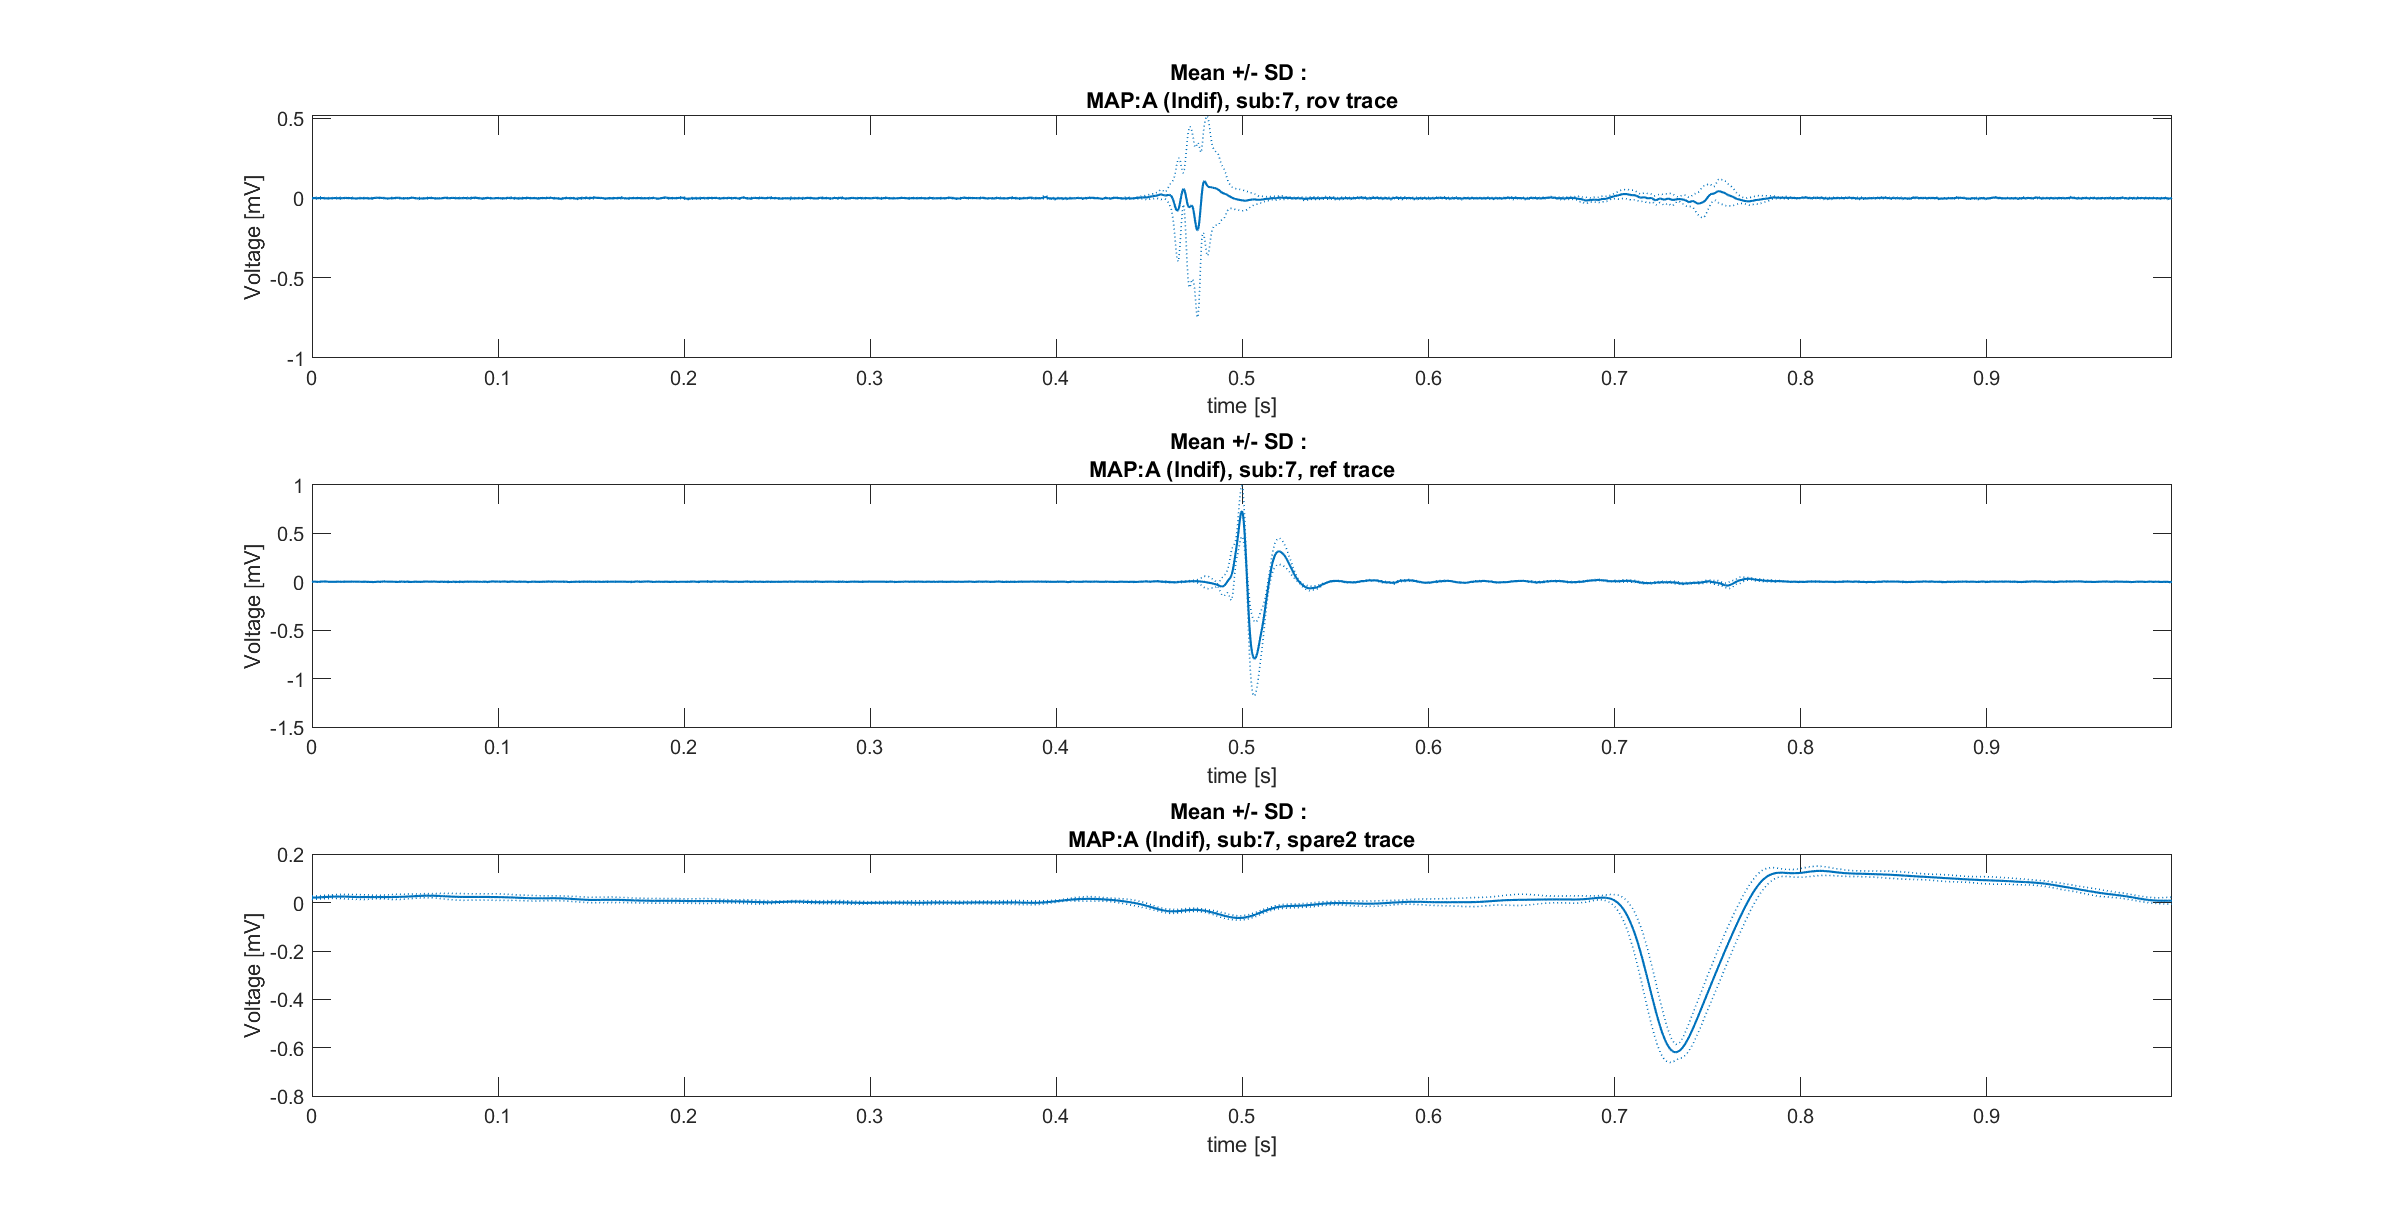 Mean +/- SD :
MAP:A (Indif), sub:7, rov trace
0.5
0
-0.5
-1
Voltage [mV]
0 0.1 0.2 0.3 0.4 0.5 0.6 0.7 0.8 0.9
time [s]
Mean +/- SD :
MAP:A (Indif), sub:7, ref trace
1
0.5
0
-0.5
-1
-1.5
Voltage [mV]
0 0.1 0.2 0.3 0.4 0.5 0.6 0.7 0.8 0.9
time [s]
Mean +/- SD :
MAP:A (Indif), sub:7, spare2 trace
0.2
0
-0.2
-0.4
-0.6
-0.8
Voltage [mV]
0 0.1 0.2 0.3 0.4 0.5 0.6 0.7 0.8 0.9
time [s]